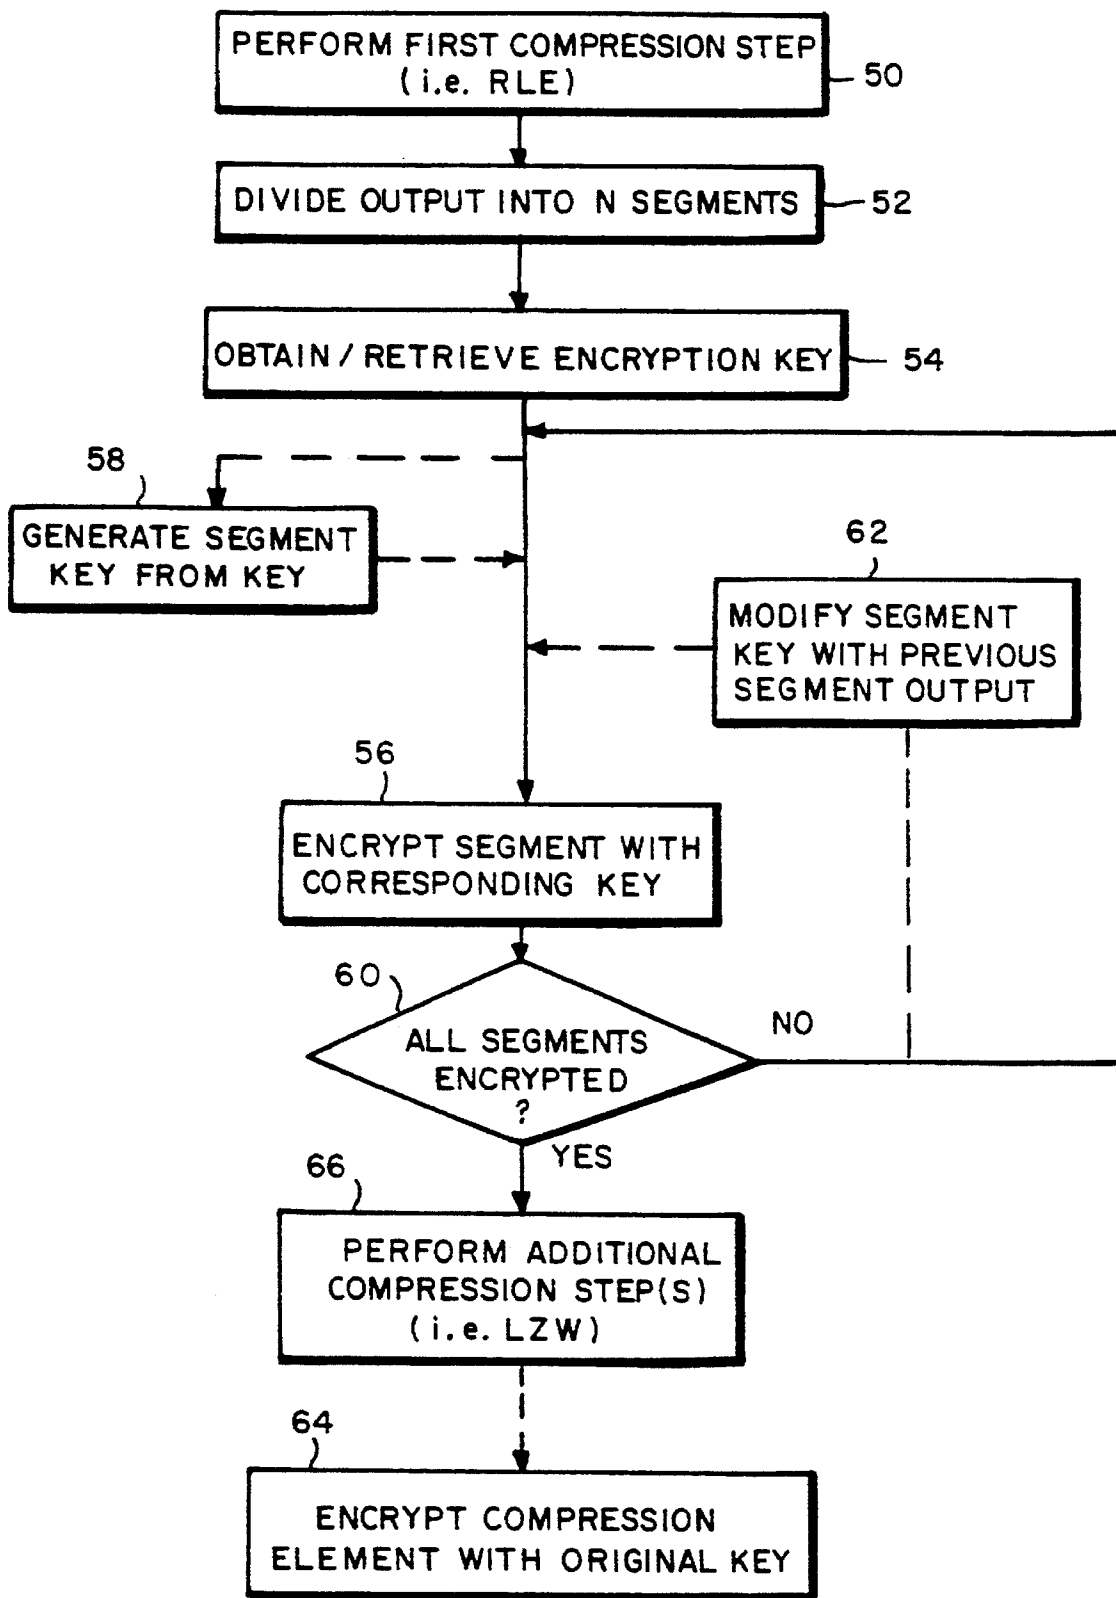 PERFORM FIRST COMPRESSION STEP
(i.e. RLE)
50
DIVIDE OUTPUT INTO N SEGMENTS
52
OBTAIN / RETRIEVE ENCRYPTION KEY
54
58
GENERATE SEGMENT
KEY FROM KEY
62
MODIFY SEGMENT
KEY WITH PREVIOUS
SEGMENT OUTPUT
56
ENCRYPT SEGMENT WITH
CORRESPONDING KEY
60
ALL SEGMENTS
ENCRYPTED
?
NO
YES
66
PERFORM ADDITIONAL
COMPRESSION STEP(S)
(i.e. LZW)
64
ENCRYPT COMPRESSION
ELEMENT WITH ORIGINAL KEY